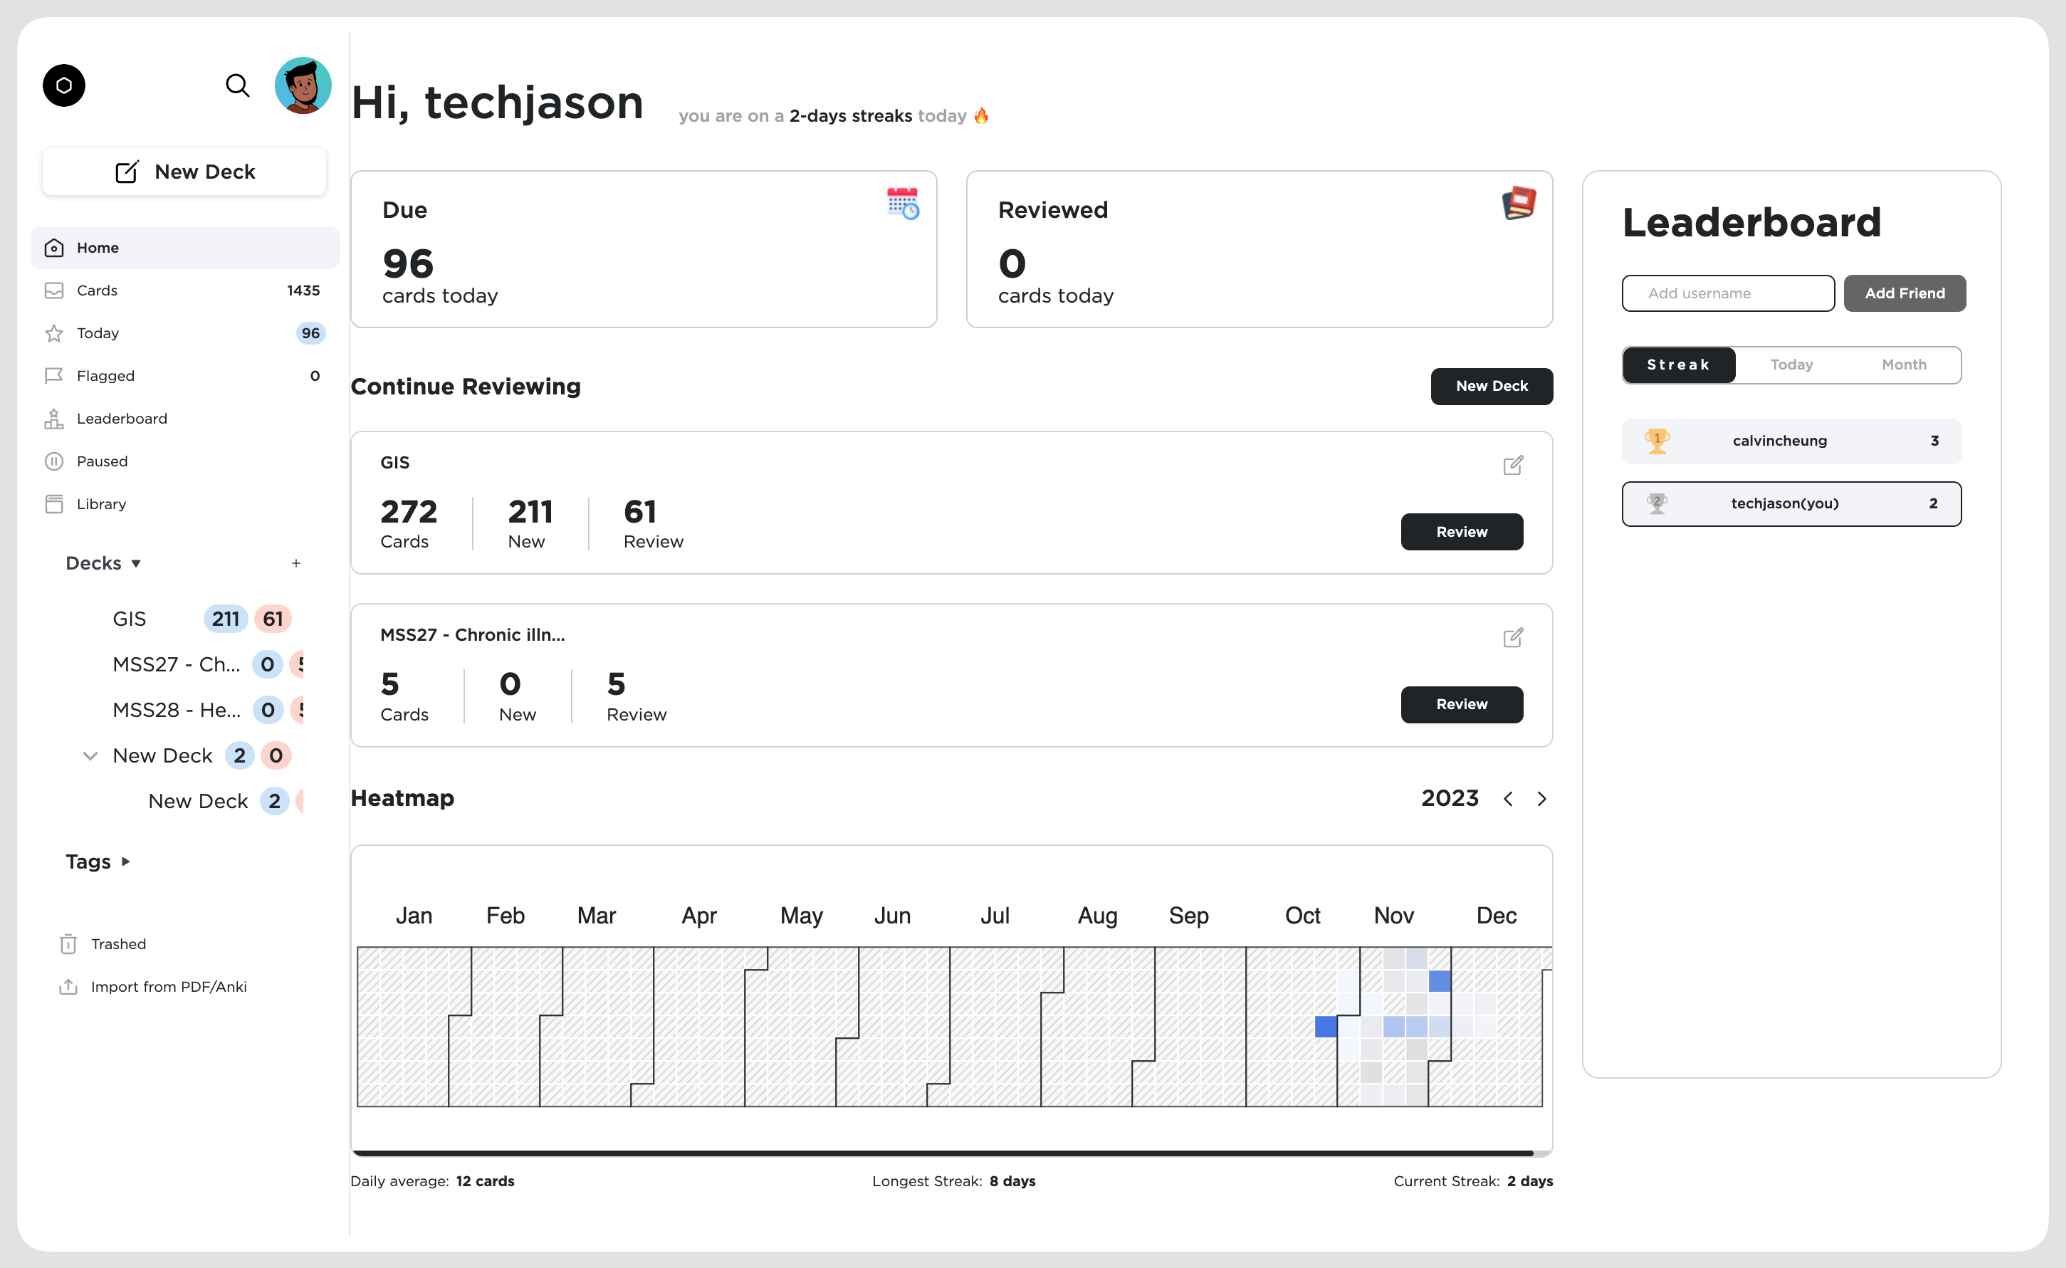 Hi, techjason you are on a 2-days streaks today 🔥
New Deck
Home
Cards 1435
Today 96
Flagged 0
Leaderboard
Paused
Library
Decks ▼ +
GIS 211 61
MSS27 - Ch... 0
MSS28 - He... 0
New Deck 2 0
New Deck 2
Tags ▶
Trashed
Import from PDF/Anki
Due
96
cards today
Reviewed
0
cards today
Continue Reviewing New Deck
GIS
272 211 61
Cards New Review
Review
MSS27 - Chronic illn...
5 0 5
Cards New Review
Review
Heatmap 2023
Jan Feb Mar Apr May Jun Jul Aug Sep Oct Nov Dec
Daily average: 12 cards Longest Streak: 8 days Current Streak: 2 days
Leaderboard
Add username Add Friend
Streak Today Month
1 calvincheung 3
2 techjason(you) 2